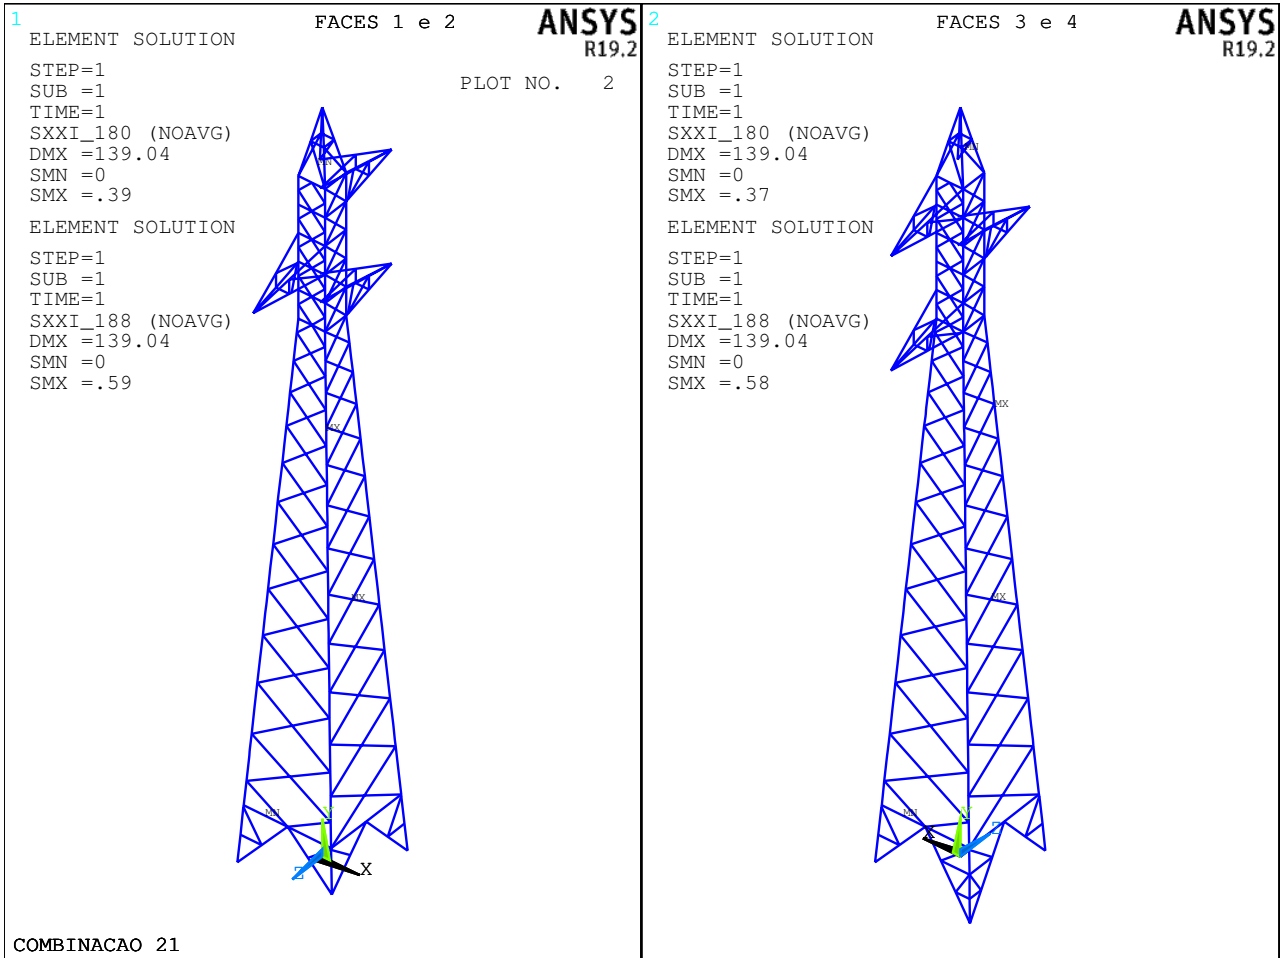 1
FACES 1 e 2
ANSYS
R19.2
ELEMENT SOLUTION
PLOT NO. 2
STEP=1
SUB =1
TIME=1
SXXI_180 (NOAVG)
DMX =139.04
SMN =0
SMX =.39
ELEMENT SOLUTION
STEP=1
SUB =1
TIME=1
SXXI_188 (NOAVG)
DMX =139.04
SMN =0
SMX =.59
MN
MX
MX
MN
Y
Z
X
COMBINACAO 21
2
FACES 3 e 4
ANSYS
R19.2
ELEMENT SOLUTION
STEP=1
SUB =1
TIME=1
SXXI_180 (NOAVG)
DMX =139.04
SMN =0
SMX =.37
ELEMENT SOLUTION
STEP=1
SUB =1
TIME=1
SXXI_188 (NOAVG)
DMX =139.04
SMN =0
SMX =.58
MN
MX
MX
MN
Y
X
Z